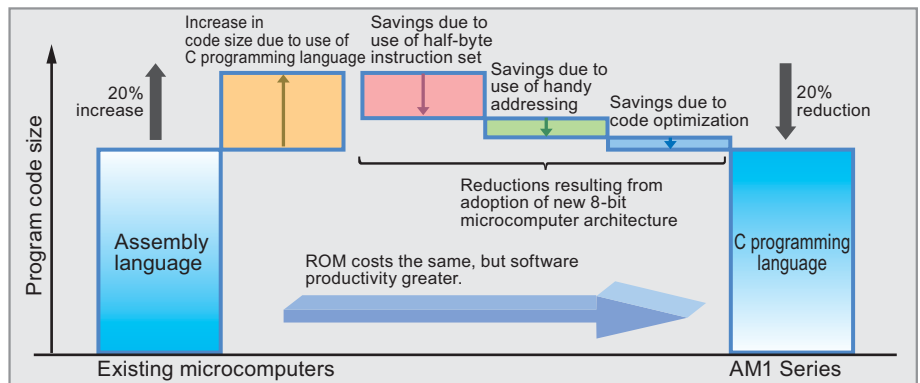 Program code size
20%
increase
Increase in
code size due to use of
C programming language
Savings due to
use of half-byte
instruction set
Savings due to
use of handy
addressing
Savings due to
code optimization
20%
reduction
Reductions resulting from
adoption of new 8-bit
microcomputer architecture
Assembly
language
C programming
language
ROM costs the same, but software
productivity greater.
Existing microcomputers
AM1 Series